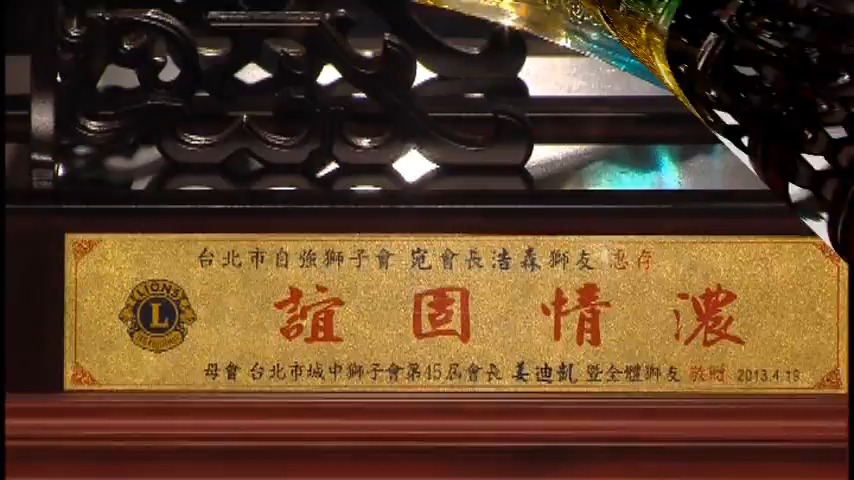 台北市自強獅子會 宛會長浩森獅友 惠存
LIONS
L
誼固情濃
母會 台北市城中獅子會第45屆會長 姜迪凱 暨全體獅友 敬贈 2013.4.19